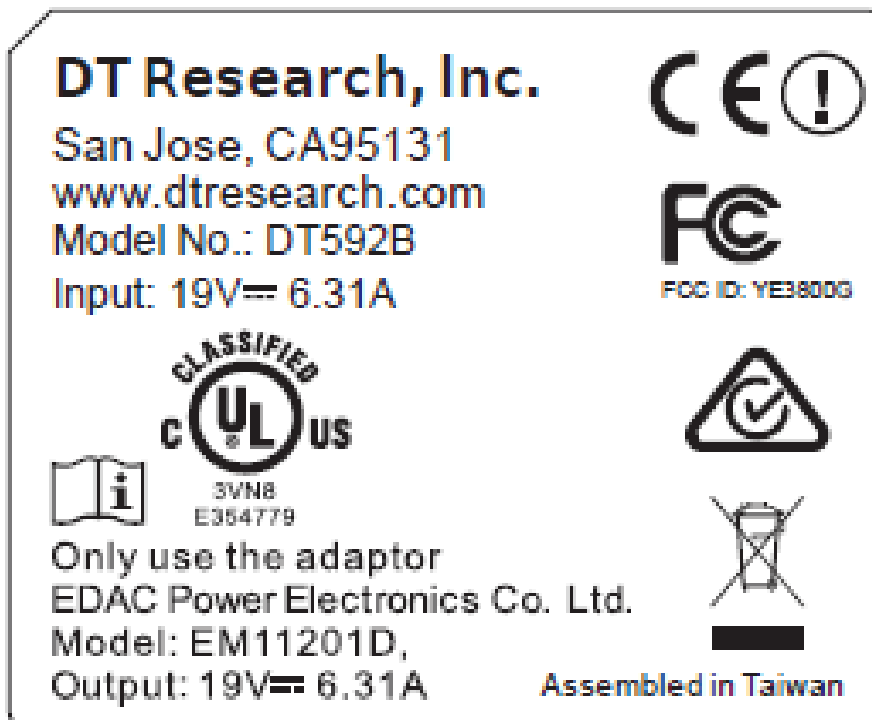 DT Research, Inc.
San Jose, CA95131
www.dtresearch.com
Model No.: DT592B
Input: 19V⎓ 6.31A
CE
FC
FCC ID: YE3800G
CLASSIFIED
C UL US
®
3VN8
E354779
i
Only use the adaptor
EDAC Power Electronics Co. Ltd.
Model: EM11201D,
Output: 19V⎓ 6.31A
Assembled in Taiwan